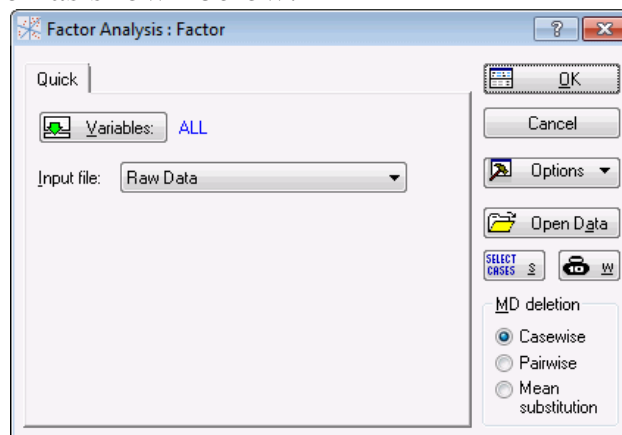 Factor Analysis : Factor
?
Quick
Variables: ALL
Input file: Raw Data
OK
Cancel
Options
Open Data
SELECT CASES S
W
MD deletion
Casewise
Pairwise
Mean substitution